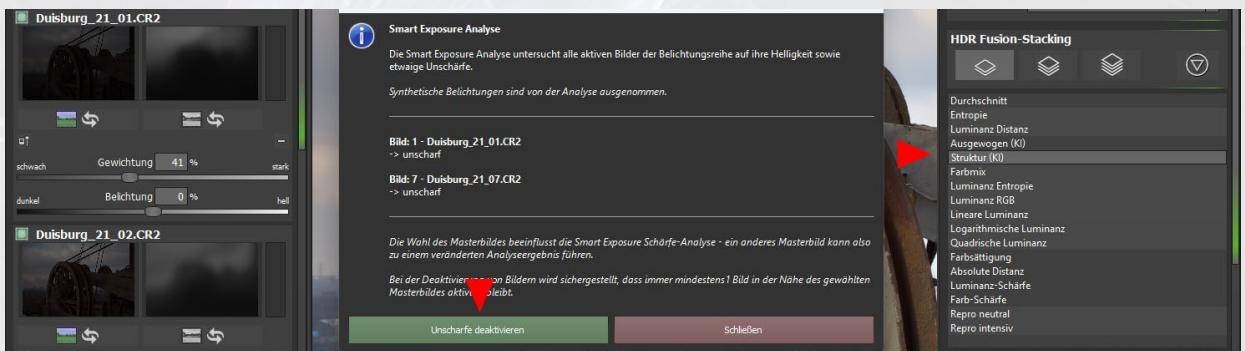 Duisburg_21_01.CR2
schwach Gewichtung 41 % stark
dunkel Belichtung 0 % hell
Duisburg_21_02.CR2
Smart Exposure Analyse
Die Smart Exposure Analyse untersucht alle aktiven Bilder der Belichtungsreihe auf ihre Helligkeit sowie
etwaige Unschärfe.
Synthetische Belichtungen sind von der Analyse ausgenommen.
Bild: 1 - Duisburg_21_01.CR2
-> unscharf
Bild: 7 - Duisburg_21_07.CR2
-> unscharf
Die Wahl des Masterbildes beeinflusst die Smart Exposure Schärfe-Analyse - ein anderes Masterbild kann also
zu einem veränderten Analyseergebnis führen.
Bei der Deaktivierung von Bildern wird sichergestellt, dass immer mindestens 1 Bild in der Nähe des gewählten
Masterbildes aktiv bleibt.
Unscharfe deaktivieren
Schließen
HDR Fusion-Stacking
Durchschnitt
Entropie
Luminanz Distanz
Ausgewogen (KI)
Struktur (KI)
Farbmix
Luminanz Entropie
Luminanz RGB
Lineare Luminanz
Logarithmische Luminanz
Quadrische Luminanz
Farbsättigung
Absolute Distanz
Luminanz-Schärfe
Farb-Schärfe
Repro neutral
Repro intensiv